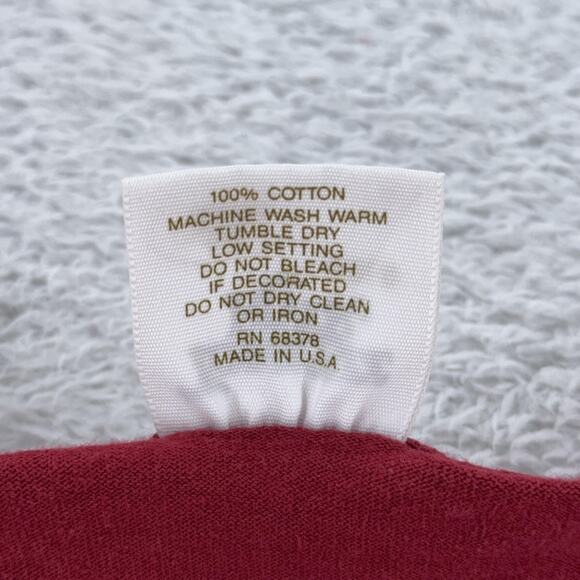 100% COTTON
MACHINE WASH WARM
TUMBLE DRY
LOW SETTING
DO NOT BLEACH
IF DECORATED
DO NOT DRY CLEAN
OR IRON
RN 68378
MADE IN U.S.A.